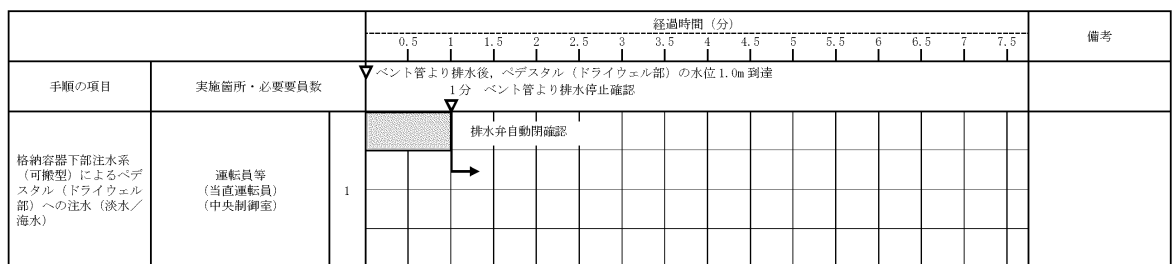 経過時間(分)
備考
0.5 1 1.5 2 2.5 3 3.5 4 4.5 5 5.5 6 6.5 7 7.5
手順の項目
実施箇所・必要要員数
ベント管より排水後,ペデスタル(ドライウェル部)の水位1.0m到達
1分 ベント管より排水停止確認
排水弁自動閉確認
格納容器下部注水系
(可搬型)によるペデ
スタル(ドライウェル
部)への注水(淡水/
海水)
運転員等
(当直運転員)
(中央制御室)
1